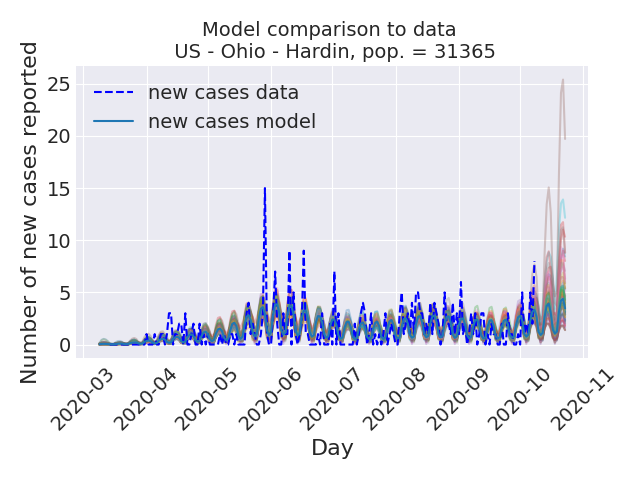 Model comparison to data
US - Ohio - Hardin, pop. = 31365
Number of new cases reported
25
20
15
10
5
0
new cases data
new cases model
2020-03
2020-04
2020-05
2020-06
2020-07
2020-08
2020-09
2020-10
2020-11
Day